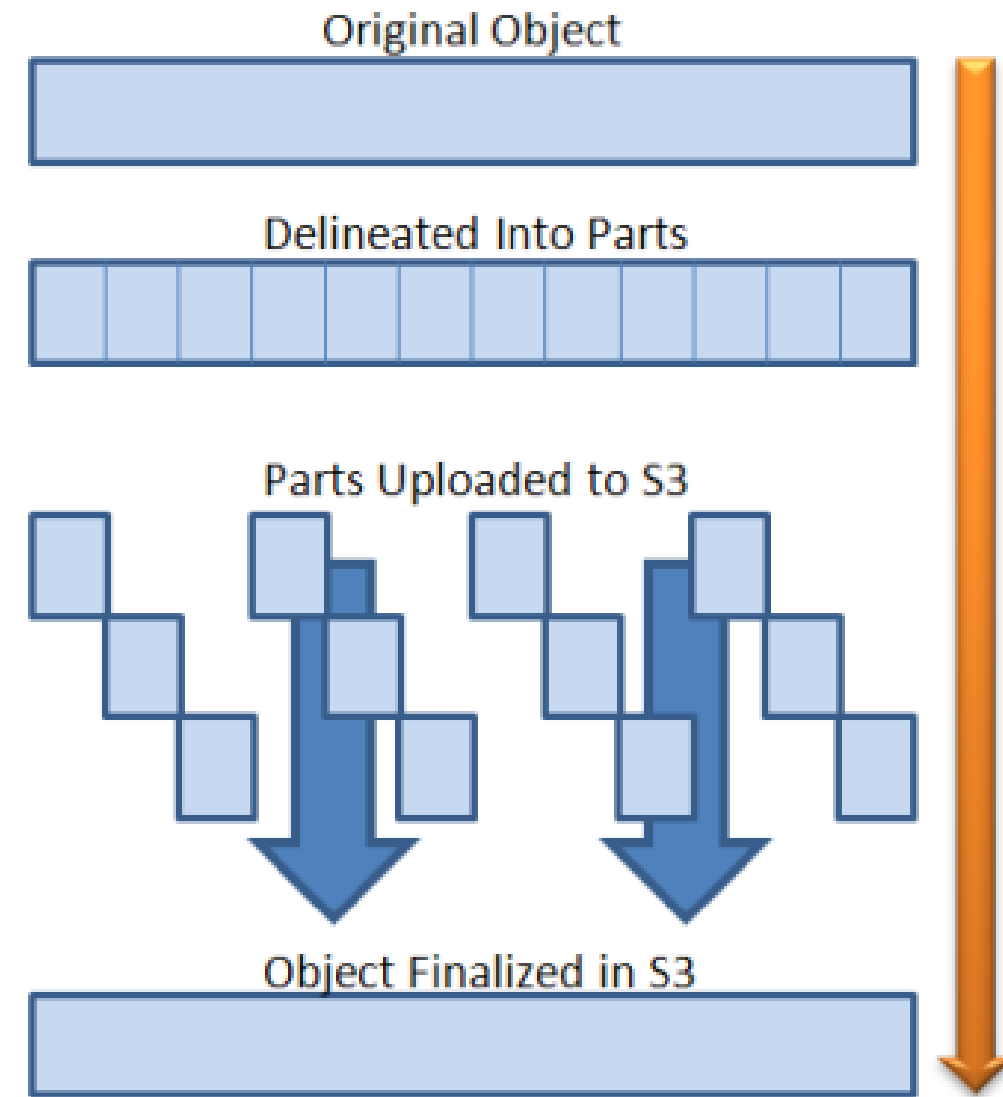 Original Object
Delineated Into Parts
Parts Uploaded to S3
Object Finalized in S3